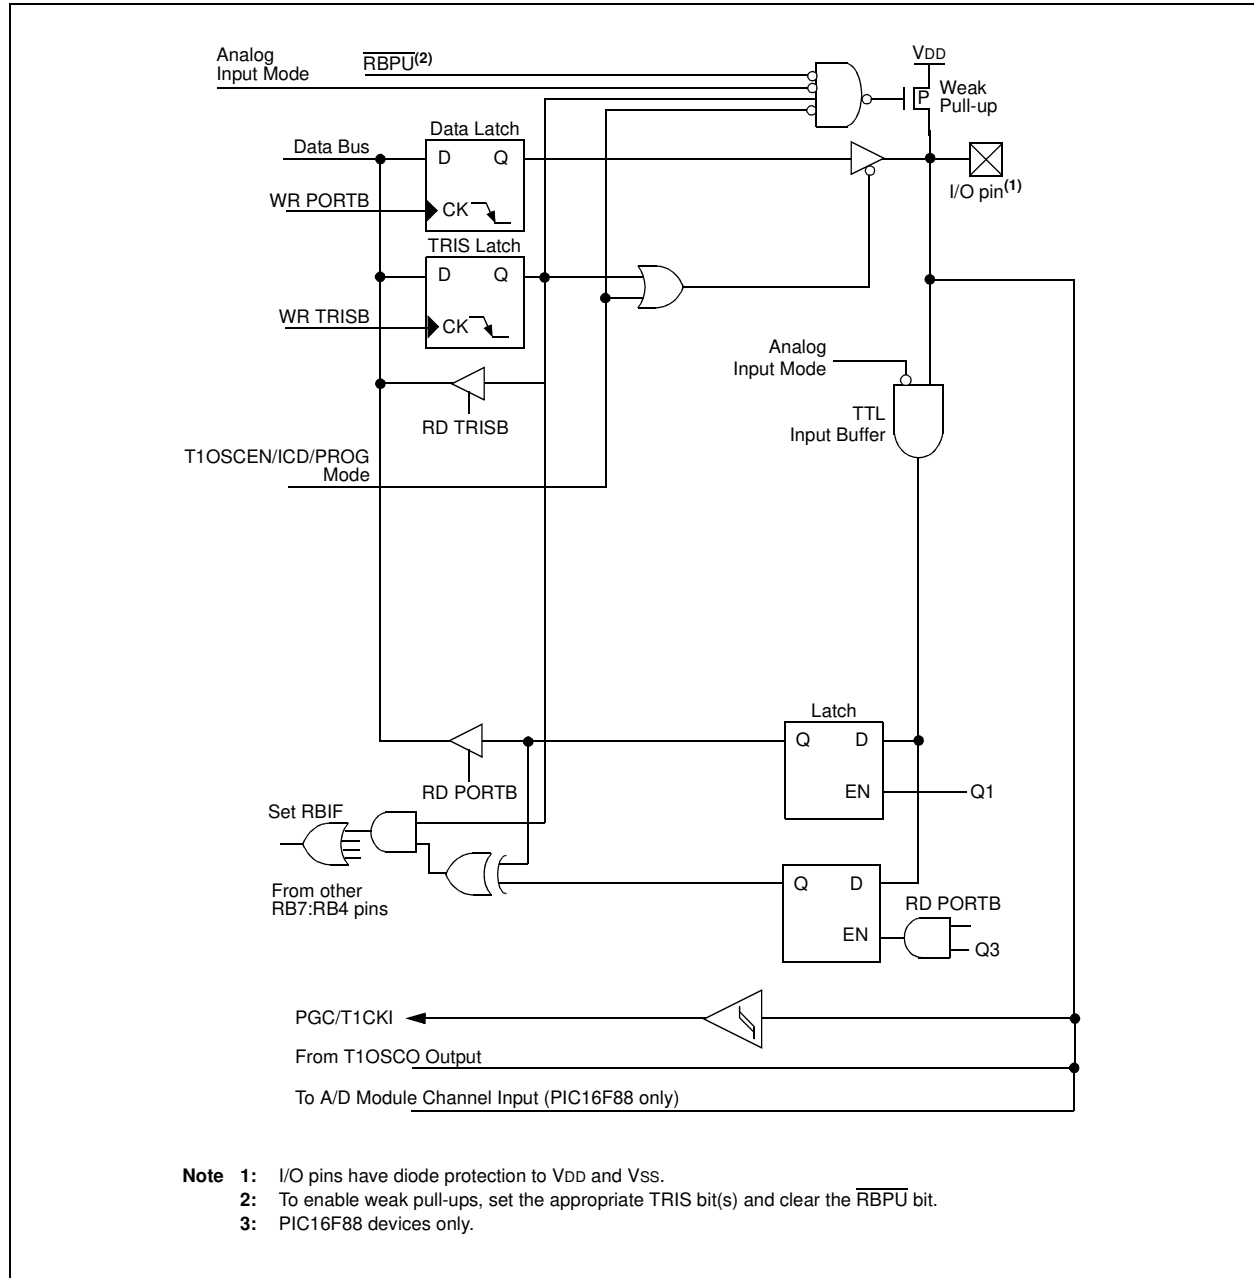 Analog
Input Mode
RBPU(2)
VDD
P
Weak
Pull-up
Data Latch
Data Bus
D
Q
I/O pin(1)
WR PORTB
CK
TRIS Latch
D
Q
WR TRISB
CK
Analog
Input Mode
TTL
Input Buffer
RD TRISB
T1OSCEN/ICD/PROG
Mode
Latch
Q
D
EN
Q1
RD PORTB
Set RBIF
From other
RB7:RB4 pins
Q
D
RD PORTB
EN
Q3
PGC/T1CKI
From T1OSCO Output
To A/D Module Channel Input (PIC16F88 only)
Note 1: I/O pins have diode protection to VDD and VSS.
2: To enable weak pull-ups, set the appropriate TRIS bit(s) and clear the RBPU bit.
3: PIC16F88 devices only.